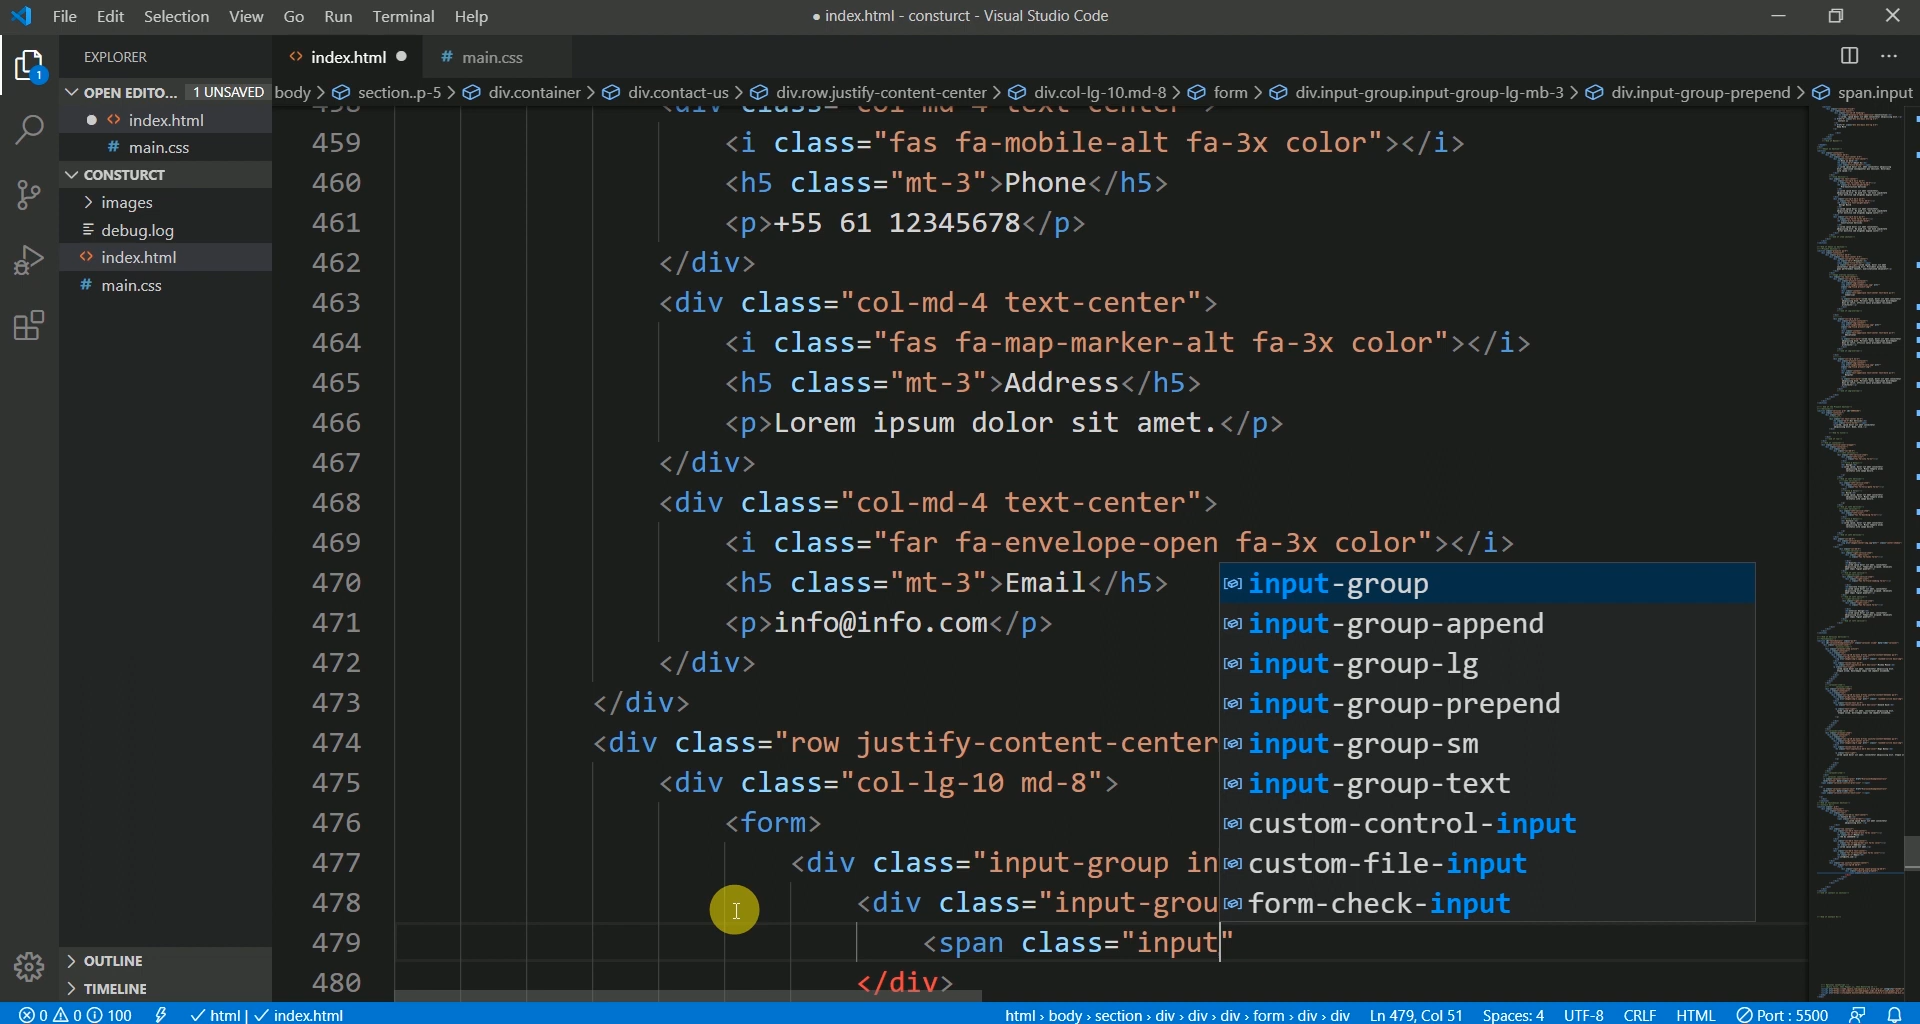 File Edit Selection View Go Run Terminal Help
● index.html - consturct - Visual Studio Code
EXPLORER
index.html
main.css
OPEN EDITO... 1 UNSAVED
body > section..p-5 > div.container > div.contact-us > div.row.justify-content-center > div.col-lg-10.md-8 > form > div.input-group.input-group-lg-mb-3 > div.input-group-prepend > span.input
index.html
main.css
CONSTURCT
images
debug.log
index.html
main.css
1
459 <i class="fas fa-mobile-alt fa-3x color"></i>
460 <h5 class="mt-3">Phone</h5>
461 <p>+55 61 12345678</p>
462 </div>
463 <div class="col-md-4 text-center">
464 <i class="fas fa-map-marker-alt fa-3x color"></i>
465 <h5 class="mt-3">Address</h5>
466 <p>Lorem ipsum dolor sit amet.</p>
467 </div>
468 <div class="col-md-4 text-center">
469 <i class="far fa-envelope-open fa-3x color"></i>
470 <h5 class="mt-3">Email</h5>
471 <p>info@info.com</p>
472 </div>
473 </div>
474 <div class="row justify-content-center
475 <div class="col-lg-10 md-8">
476 <form>
477 <div class="input-group in
478 <div class="input-grou
479 <span class="input"
480 </div>
input-group
input-group-append
input-group-lg
input-group-prepend
input-group-sm
input-group-text
custom-control-input
custom-file-input
form-check-input
OUTLINE
TIMELINE
0 0 100 html | index.html
html › body › section › div › div › div › form › div › div Ln 479, Col 51 Spaces: 4 UTF-8 CRLF HTML Port : 5500